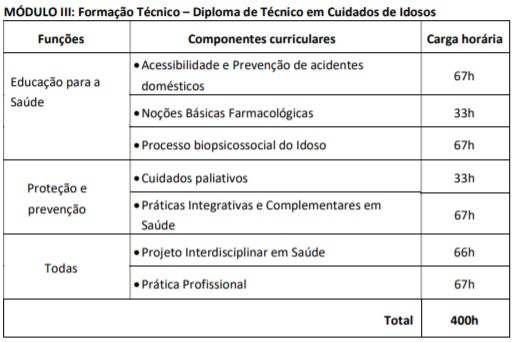 MÓDULO III: Formação Técnico – Diploma de Técnico em Cuidados de Idosos
Funções Componentes curriculares Carga horária
Educação para a Saúde
• Acessibilidade e Prevenção de acidentes
domésticos
67h
• Noções Básicas Farmacológicas 33h
• Processo biopsicossocial do Idoso 67h
Proteção e
prevenção
• Cuidados paliativos 33h
• Práticas Integrativas e Complementares em
Saúde
67h
Todas
• Projeto Interdisciplinar em Saúde 66h
• Prática Profissional 67h
Total 400h